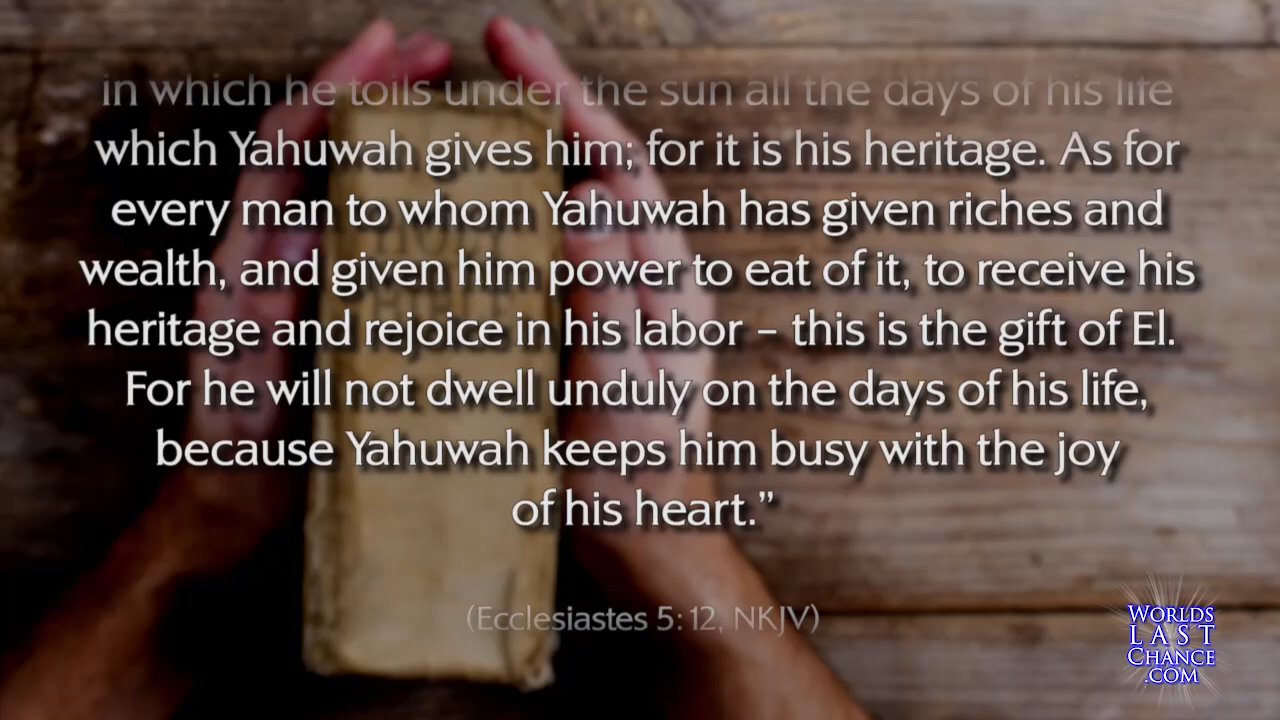 in which he toils under the sun all the days of his life
which Yahuwah gives him; for it is his heritage. As for
every man to whom Yahuwah has given riches and
wealth, and given him power to eat of it, to receive his
heritage and rejoice in his labor – this is the gift of El.
For he will not dwell unduly on the days of his life,
because Yahuwah keeps him busy with the joy
of his heart.”
(Ecclesiastes 5:12, NKJV)
WORLDS
LAST
CHANCE
.COM